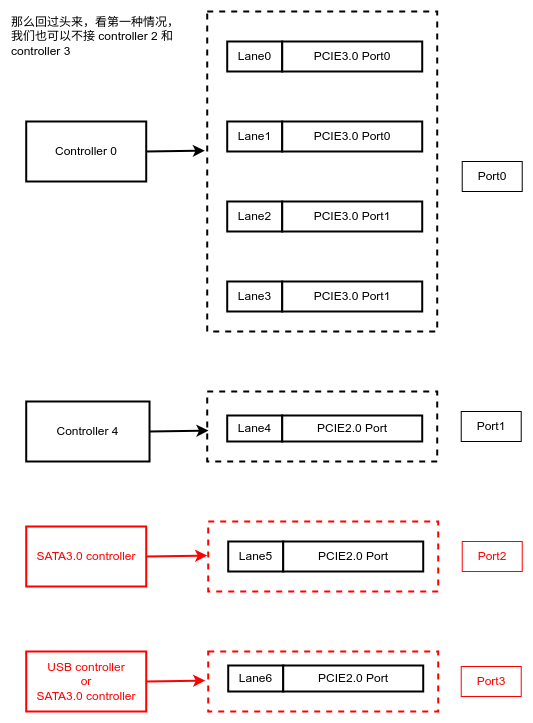 那么回过头来，看第一种情况，
我们也可以不接 controller 2 和
controller 3
Lane0 PCIE3.0 Port0
Controller 0
Lane1 PCIE3.0 Port0
Port0
Lane2 PCIE3.0 Port1
Lane3 PCIE3.0 Port1
Controller 4
Lane4 PCIE2.0 Port
Port1
SATA3.0 controller
Lane5 PCIE2.0 Port
Port2
USB controller
or
SATA3.0 controller
Lane6 PCIE2.0 Port
Port3